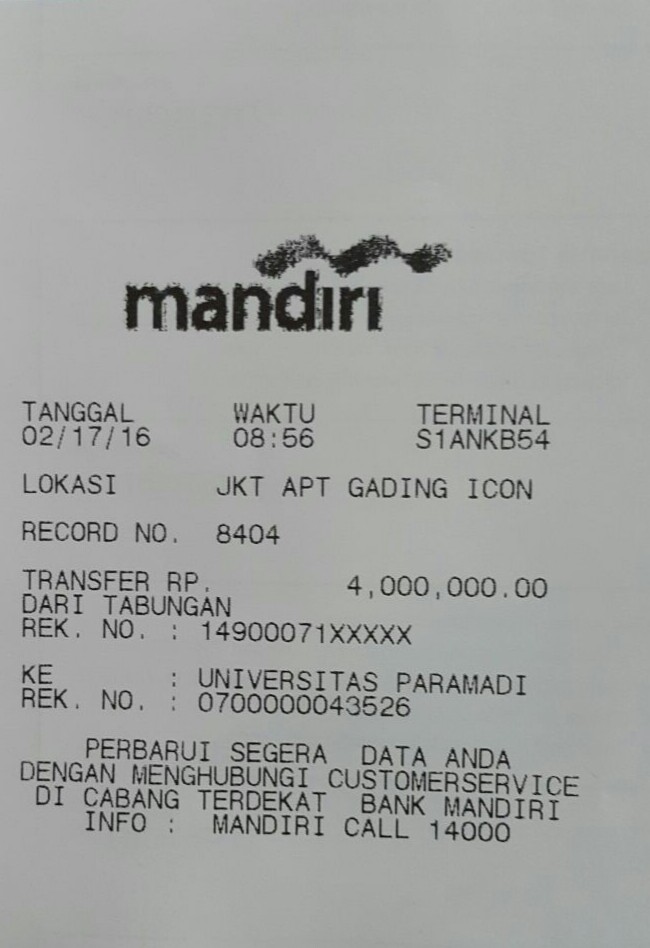 mandiri
TANGGAL WAKTU TERMINAL
02/17/16 08:56 S1ANKB54
LOKASI JKT APT GADING ICON
RECORD NO. 8404
TRANSFER RP. 4,000,000.00
DARI TABUNGAN
REK. NO. : 14900071XXXXX
KE : UNIVERSITAS PARAMADI
REK. NO. : 0700000043526
PERBARUI SEGERA DATA ANDA
DENGAN MENGHUBUNGI CUSTOMERSERVICE
DI CABANG TERDEKAT BANK MANDIRI
INFO : MANDIRI CALL 14000